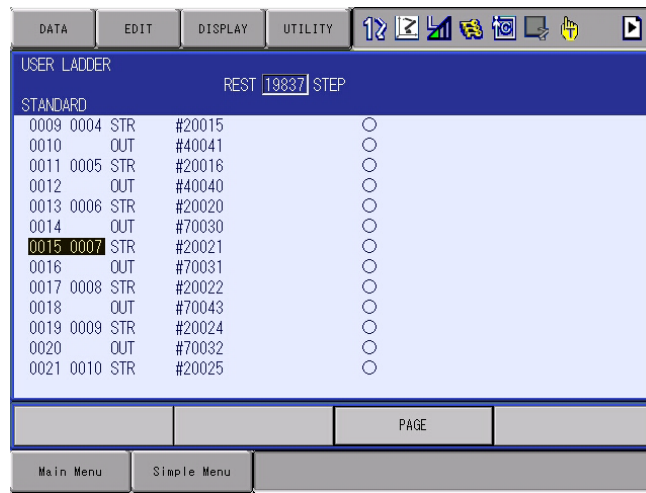 DATA EDIT DISPLAY UTILITY
USER LADDER
REST 19837 STEP
STANDARD
0009 0004 STR #20015
0010 OUT #40041
0011 0005 STR #20016
0012 OUT #40040
0013 0006 STR #20020
0014 OUT #70030
0015 0007 STR #20021
0016 OUT #70031
0017 0008 STR #20022
0018 OUT #70043
0019 0009 STR #20024
0020 OUT #70032
0021 0010 STR #20025
PAGE
Main Menu Simple Menu